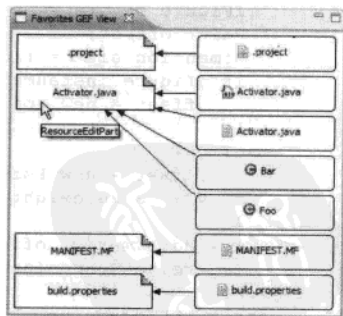 Favorites GEF View
.project
.project
Activator.java
Activator.java
ResourceEditPart
Activator.java
Bar
Foo
MANIFEST.MF
MANIFEST.MF
build.properties
build.properties